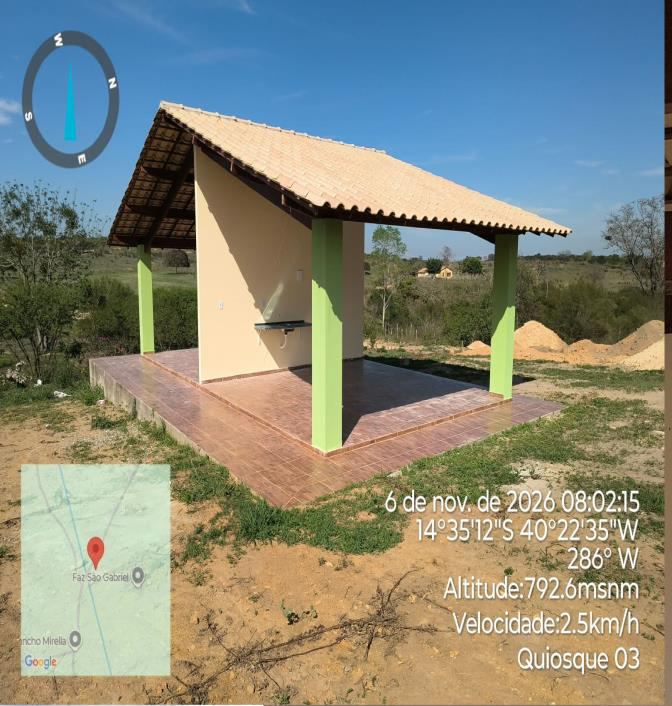 W
N
S
E
6 de nov. de 2026 08:02:15
14°35'12"S 40°22'35"W
286° W
Altitude:792.6msnm
Velocidade:2.5km/h
Quiosque 03
Faz São Gabriel
ncho Mirella
Google